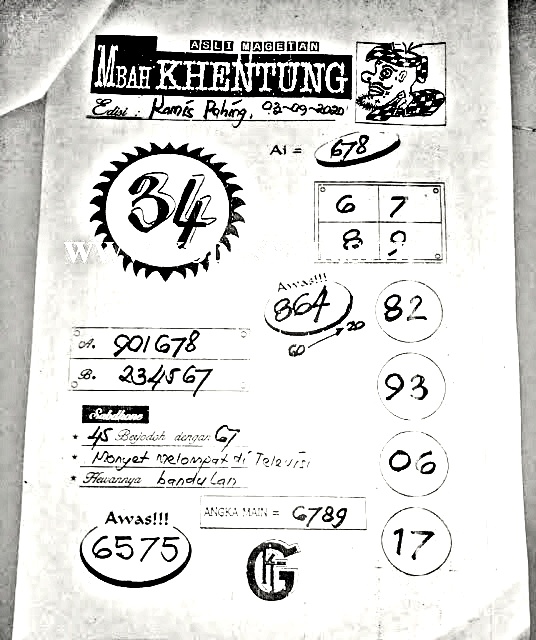 ASLI MAGETAN
MBAH KHENTUNG
Edisi : Kamis Pahing, 03-09-2020
AI = 678
34
6 7
8 9
Awas!!!
864
60 20
82
A. 901678
B. 234567
93
Sabdhane
* 45 Berjodoh dengan 67
* Monyet melompat di Televisi
* Hewannya bandulan
06
ANGKA MAIN = 6789
Awas!!!
6575
17
G